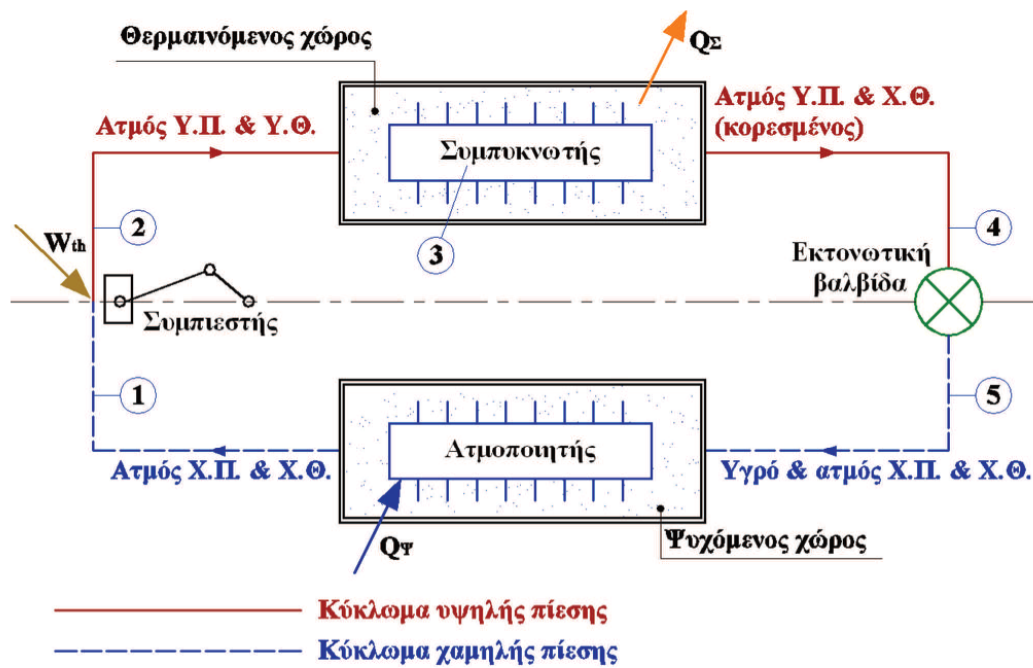 Θερμαινόμενος χώρος
QΣ
Ατμός Υ.Π. & Υ.Θ.
Ατμός Υ.Π. & Χ.Θ.
(κορεσμένος)
Συμπυκνωτής
2
3
4
Wth
Εκτονωτική
βαλβίδα
Συμπιεστής
1
5
Ατμοποιητής
Ατμός Χ.Π. & Χ.Θ.
Υγρό & ατμός Χ.Π. & Χ.Θ.
QΨ
Ψυχόμενος χώρος
Κύκλωμα υψηλής πίεσης
Κύκλωμα χαμηλής πίεσης